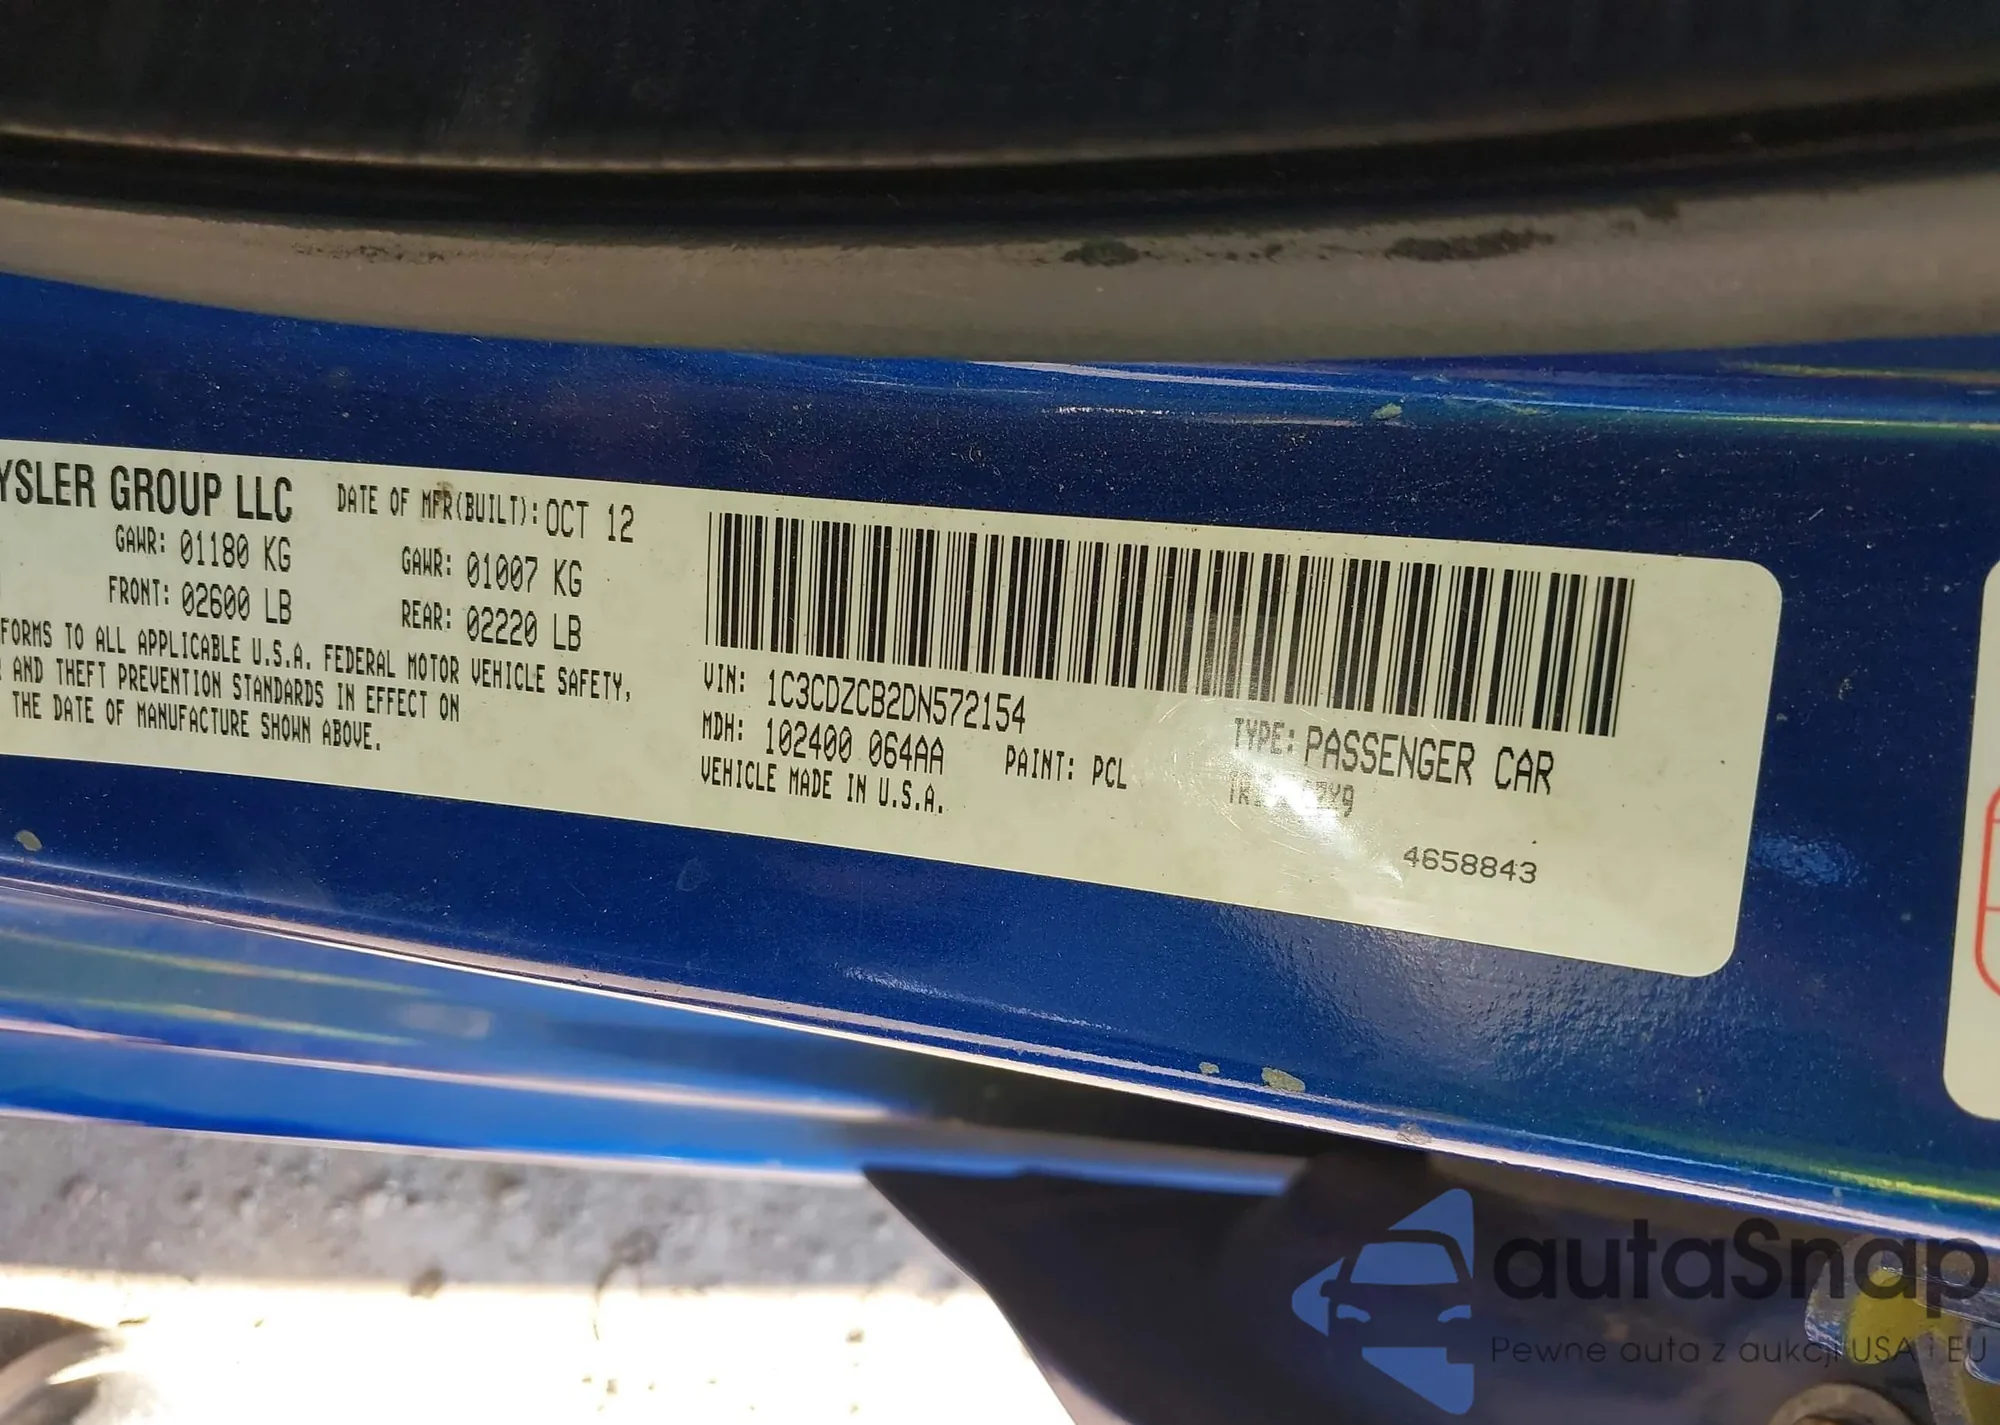 YSLER GROUP LLC DATE OF MFR(BUILT): OCT 12
GAWR: 01180 KG GAWR: 01007 KG
FRONT: 02600 LB REAR: 02220 LB
FORMS TO ALL APPLICABLE U.S.A. FEDERAL MOTOR VEHICLE SAFETY,
AND THEFT PREVENTION STANDARDS IN EFFECT ON
THE DATE OF MANUFACTURE SHOWN ABOVE.
VIN: 1C3CDZCB2DN572154
TYPE: PASSENGER CAR
MDH: 102400 064AA PAINT: PCL
VEHICLE MADE IN U.S.A.
4658843
autaSnap
Pewne auta z aukcji USA i EU